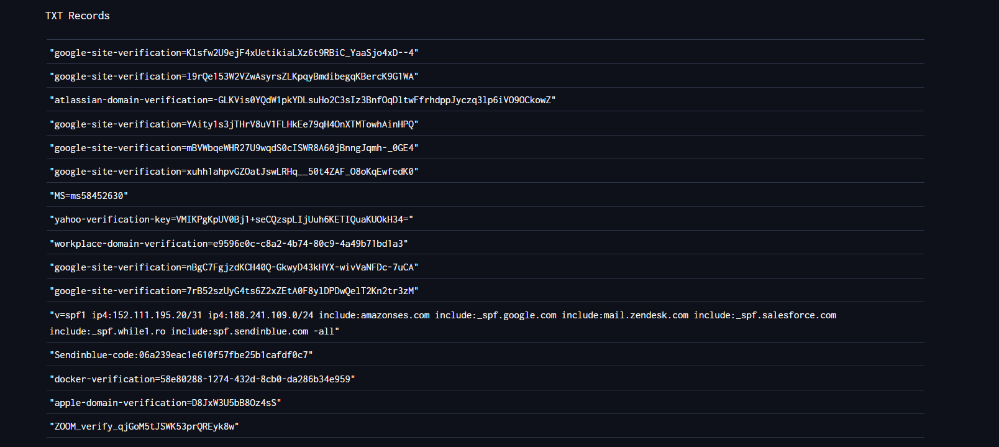 TXT Records
"google-site-verification=Klsfw2U9ejF4xUetikiaLXz6t9RBiC_YaaSjo4xD--4"
"google-site-verification=l9rQe153W2VZwAsyrsZLKpqyBmdibegqKBercK9G1WA"
"atlassian-domain-verification=-GLKVis0YQdW1pkYDLsuHo2C3sIz3BnfOqDltwFfrhdppJyczq3lp6iVO9OCkowZ"
"google-site-verification=YAity1s3jTHrV8uV1FLHkEe79qH4OnXTMTowhAinHPQ"
"google-site-verification=mBVWbqeWHR27U9wqdS0cISWR8A60jBnngJqmh-_0GE4"
"google-site-verification=xuhh1ahpvGZOatJswLRHq__50t4ZAF_O8oKqEwfedK0"
"MS=ms58452630"
"yahoo-verification-key=VMIKPgKpUV0Bj1+seCQzspLIjUuh6KETIQuaKUOkH34="
"workplace-domain-verification=e9596e0c-c8a2-4b74-80c9-4a49b71bd1a3"
"google-site-verification=nBgC7FgjzdKCH40Q-GkwyD43kHYX-wivVaNFDc-7uCA"
"google-site-verification=7rB52szUyG4ts6Z2xZEtA0F8ylDPDwQelT2Kn2tr3zM"
"v=spf1 ip4:152.111.195.20/31 ip4:188.241.109.0/24 include:amazonses.com include:_spf.google.com include:mail.zendesk.com include:_spf.salesforce.com
include:_spf.while1.ro include:spf.sendinblue.com -all"
"Sendinblue-code:06a239eac1e610f57fbe25b1cafdf0c7"
"docker-verification=58e80288-1274-432d-8cb0-da286b34e959"
"apple-domain-verification=D8JxW3U5bB8Oz4sS"
"ZOOM_verify_qjGoM5tJSWK53prQREyk8w"